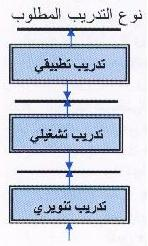 نوع التدريب المطلوب
تدريب تطبيقي
تدريب تشغيلي
تدريب تنويري